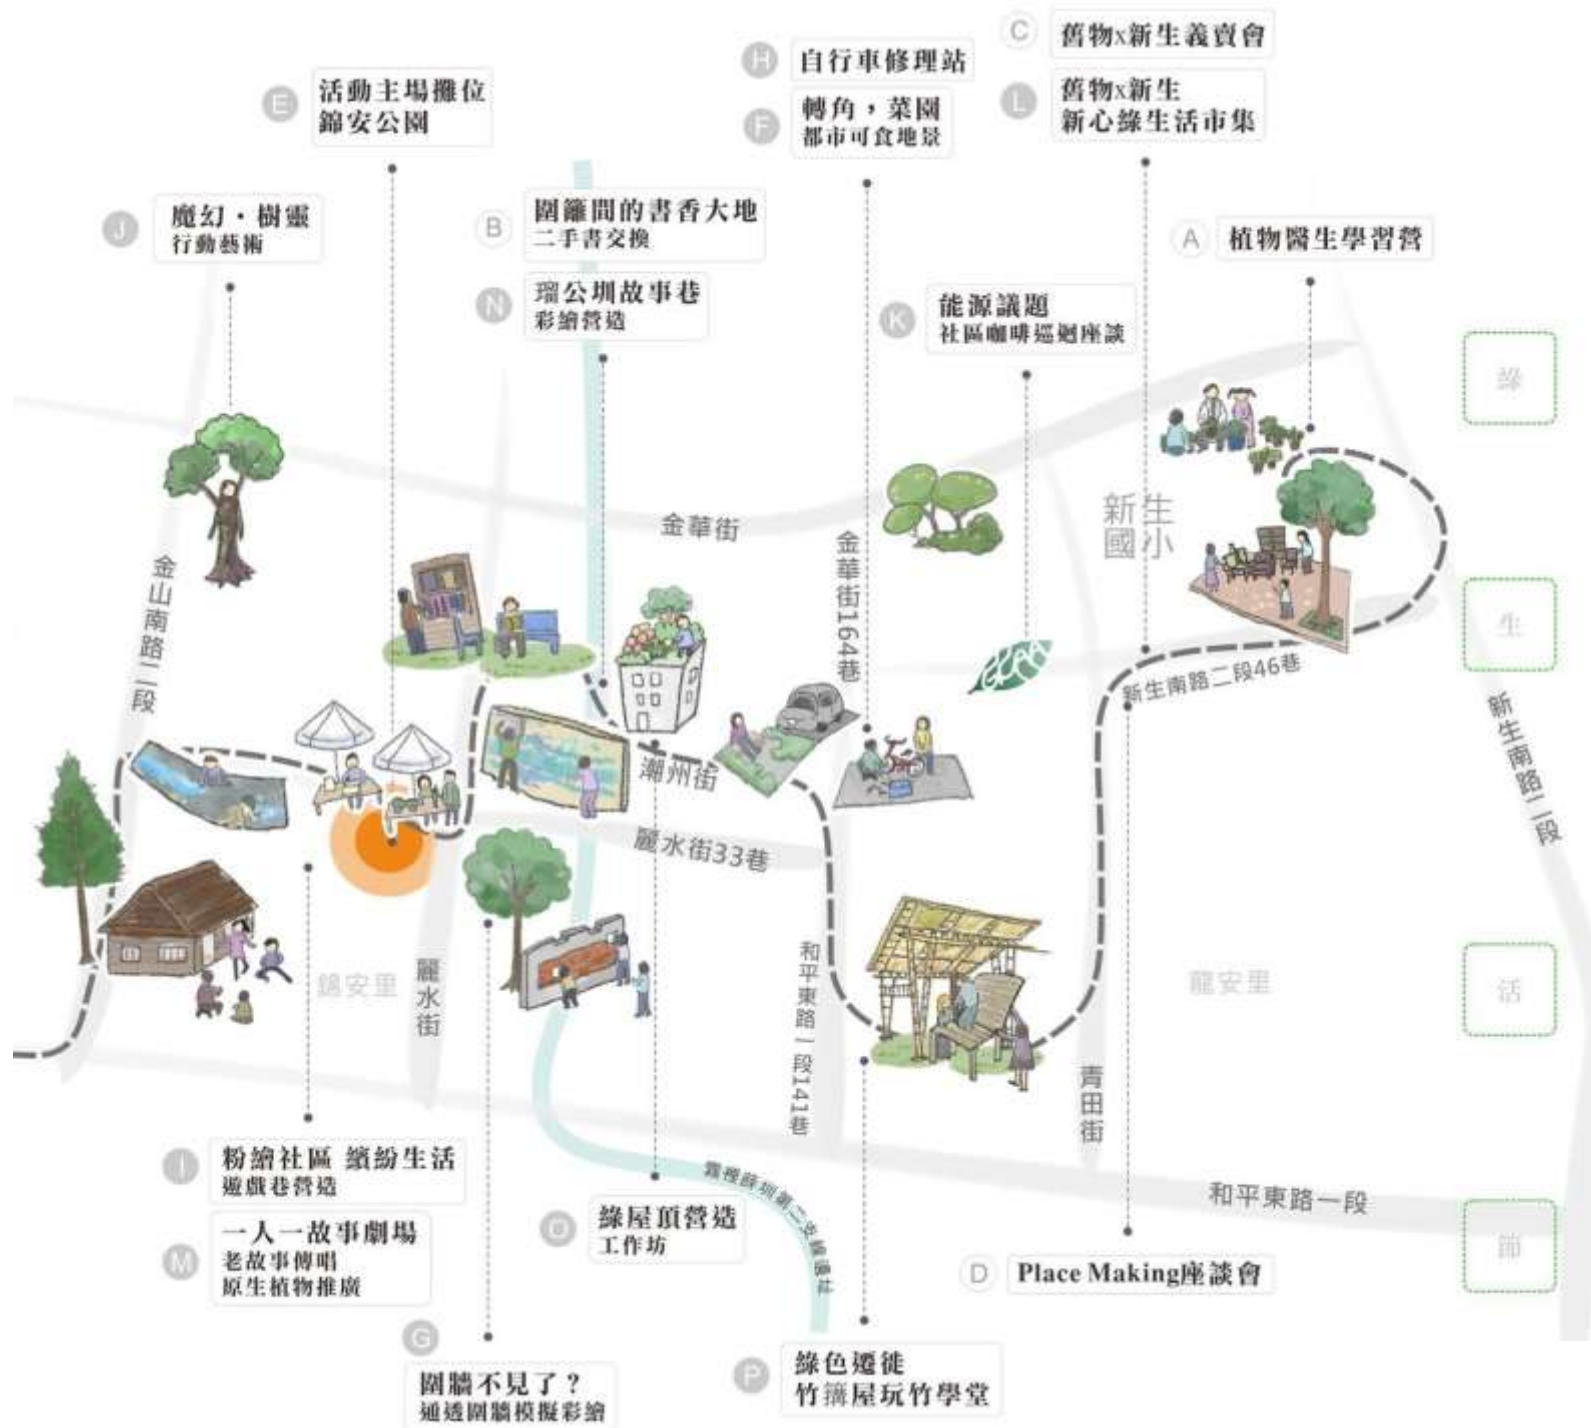 C
舊物x新生義賣會
H
自行車修理站
E
活動主場攤位
錦安公園
L
舊物x新生
新心綠生活市集
F
轉角，菜園
都市可食地景
J
魔幻・樹靈
行動藝術
B
圍籬間的書香大地
二手書交換
A
植物醫生學習營
N
瑠公圳故事巷
彩繪營造
K
能源議題
社區咖啡巡迴座談
綠
金華街
新生
國小
金華街164巷
金山南路二段
生
新生南路二段46巷
新生南路二段
潮州街
麗水街33巷
錦安里
麗水街
和平東路一段141巷
龍安里
活
青田街
I
粉繪社區 繽紛生活
遊戲巷營造
霧裡薛圳第二支線遺址
和平東路一段
M
一人一故事劇場
老故事傳唱
原生植物推廣
O
綠屋頂營造
工作坊
節
D
Place Making座談會
G
圍牆不見了？
通透圍牆模擬彩繪
P
綠色遷徙
竹篝屋玩竹學堂